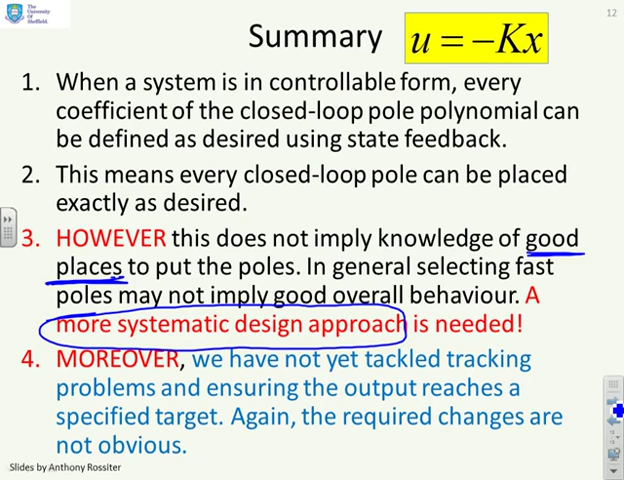 The
University
Of
Sheffield.
12
Summary u = −Kx
1. When a system is in controllable form, every
coefficient of the closed-loop pole polynomial can
be defined as desired using state feedback.
2. This means every closed-loop pole can be placed
exactly as desired.
3. HOWEVER this does not imply knowledge of good
places to put the poles. In general selecting fast
poles may not imply good overall behaviour. A
more systematic design approach is needed!
4. MOREOVER, we have not yet tackled tracking
problems and ensuring the output reaches a
specified target. Again, the required changes are
not obvious.
Slides by Anthony Rossiter